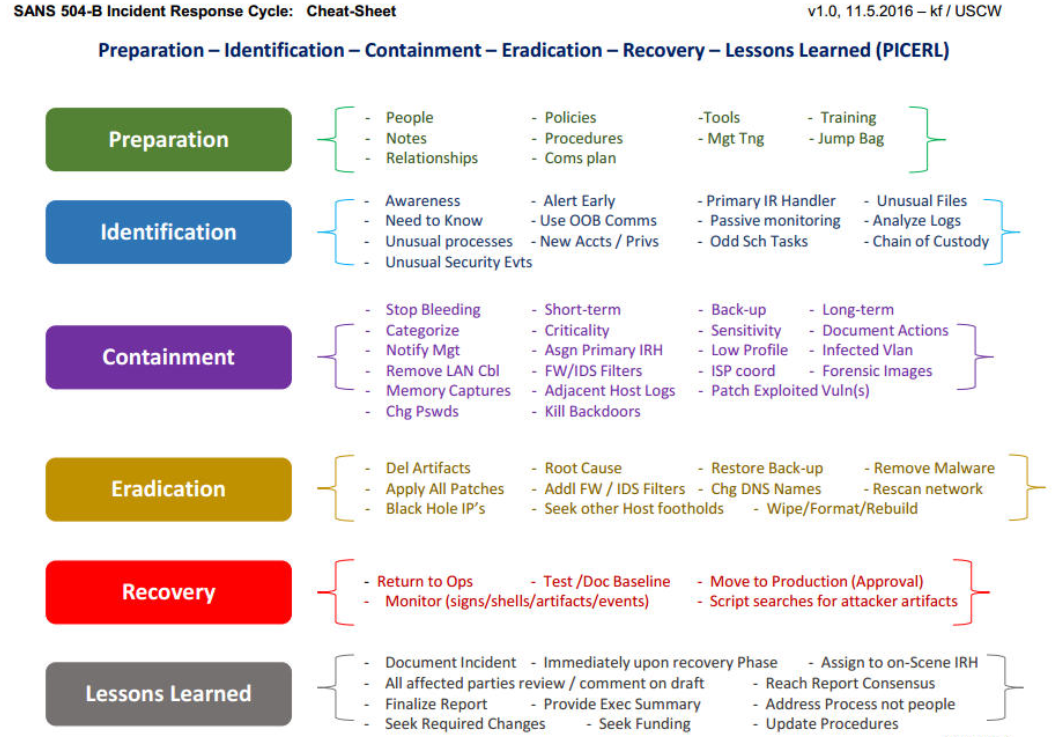 SANS 504-B Incident Response Cycle: Cheat-Sheet v1.0, 11.5.2016 – kf / USCW
Preparation – Identification – Containment – Eradication – Recovery – Lessons Learned (PICERL)
Preparation
- People - Policies -Tools - Training
- Notes - Procedures - Mgt Tng - Jump Bag
- Relationships - Coms plan
Identification
- Awareness - Alert Early - Primary IR Handler - Unusual Files
- Need to Know - Use OOB Comms - Passive monitoring - Analyze Logs
- Unusual processes - New Accts / Privs - Odd Sch Tasks - Chain of Custody
- Unusual Security Evts
Containment
- Stop Bleeding - Short-term - Back-up - Long-term
- Categorize - Criticality - Sensitivity - Document Actions
- Notify Mgt - Asgn Primary IRH - Low Profile - Infected Vlan
- Remove LAN Cbl - FW/IDS Filters - ISP coord - Forensic Images
- Memory Captures - Adjacent Host Logs - Patch Exploited Vuln(s)
- Chg Pswds - Kill Backdoors
Eradication
- Del Artifacts - Root Cause - Restore Back-up - Remove Malware
- Apply All Patches - Addl FW / IDS Filters - Chg DNS Names - Rescan network
- Black Hole IP's - Seek other Host footholds - Wipe/Format/Rebuild
Recovery
- Return to Ops - Test /Doc Baseline - Move to Production (Approval)
- Monitor (signs/shells/artifacts/events) - Script searches for attacker artifacts
Lessons Learned
- Document Incident - Immediately upon recovery Phase - Assign to on-Scene IRH
- All affected parties review / comment on draft - Reach Report Consensus
- Finalize Report - Provide Exec Summary - Address Process not people
- Seek Required Changes - Seek Funding - Update Procedures